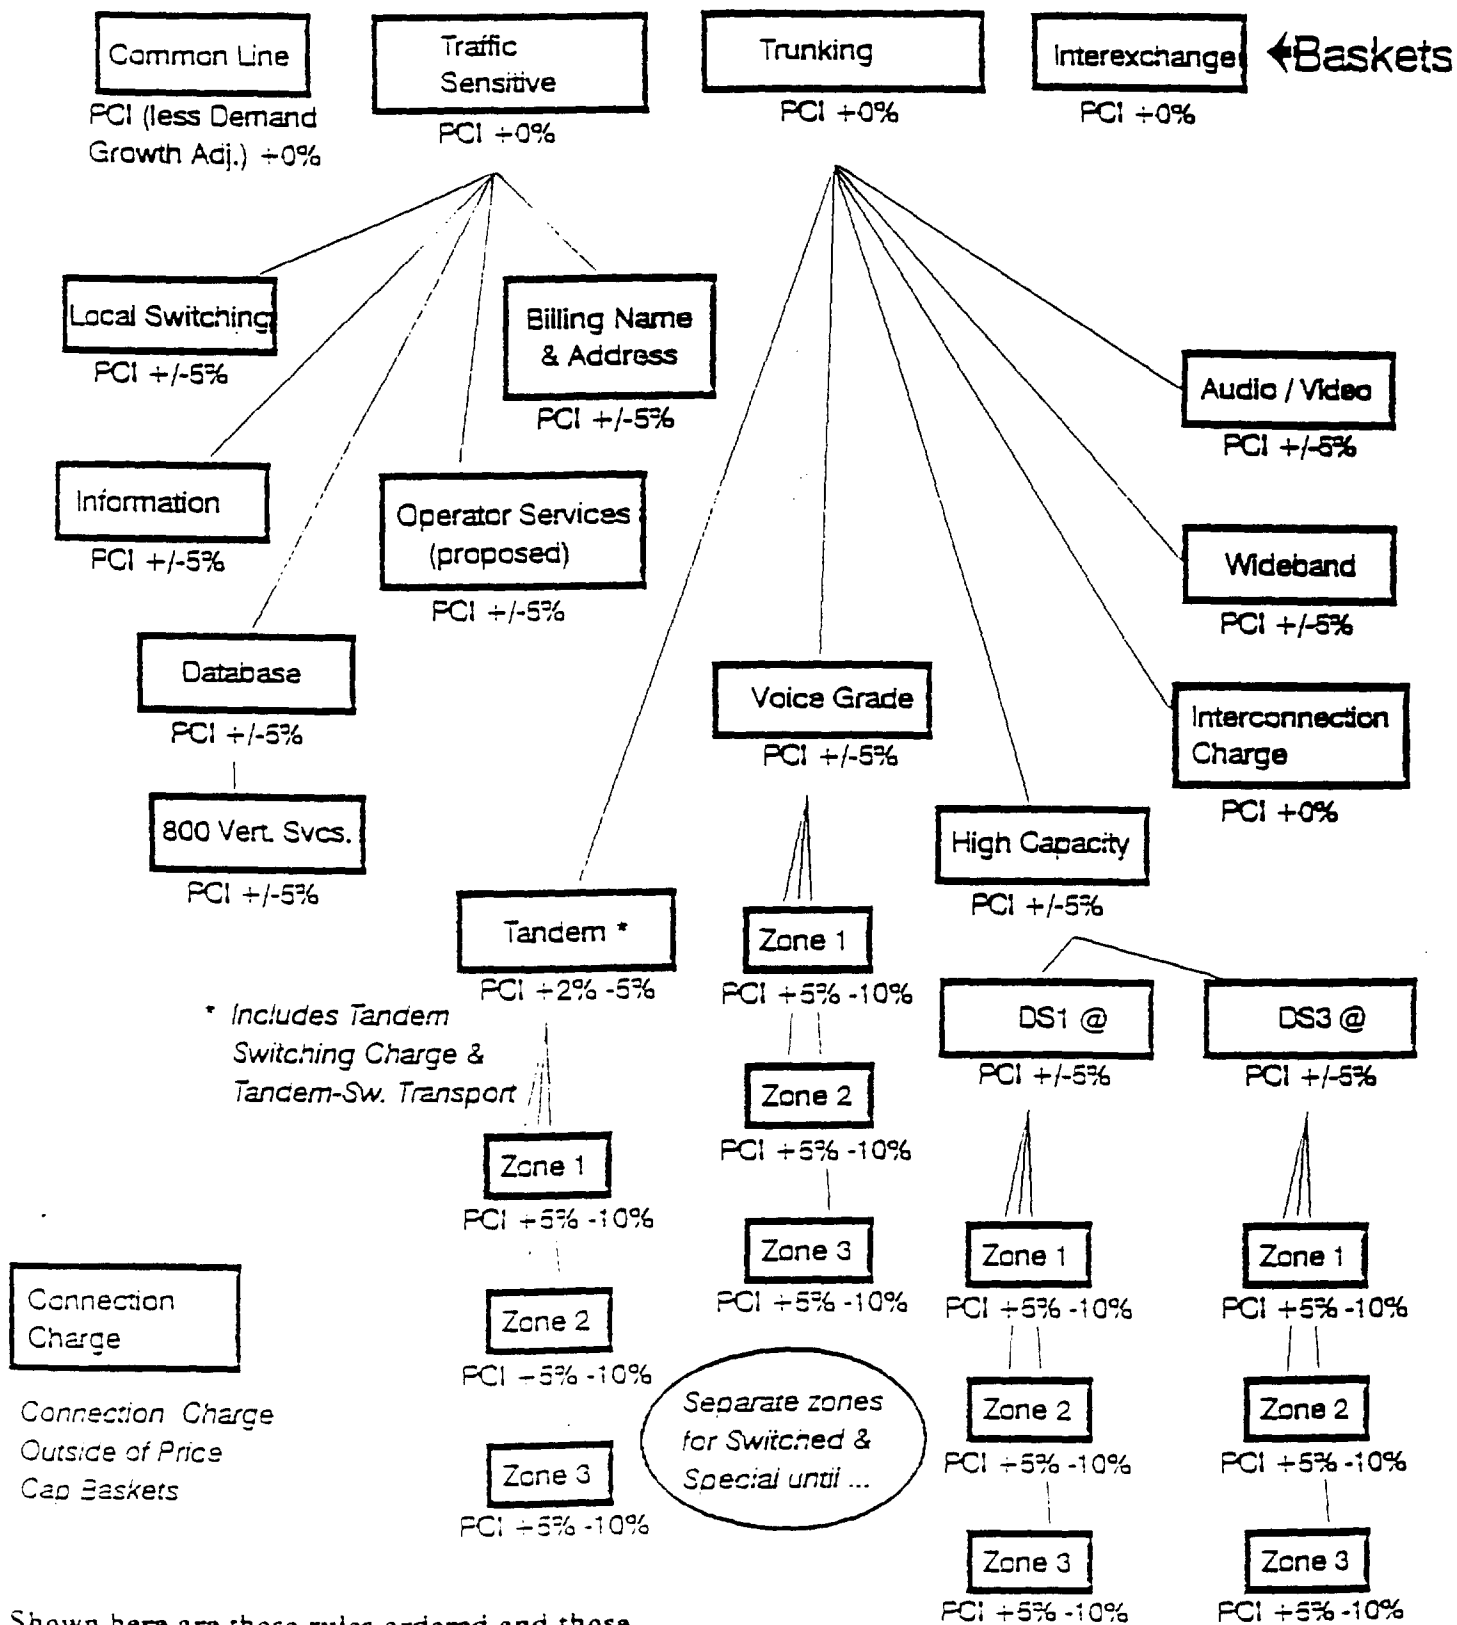 Common Line
PCI (less Demand
Growth Adj.) +0%
Traffic
Sensitive
PCI +0%
Trunking
PCI +0%
Interexchange
PCI +0%
←Baskets
Local Switching
PCI +/-5%
Billing Name
& Address
PCI +/-5%
Audio / Video
PCI +/-5%
Information
PCI +/-5%
Operator Services
(proposed)
PCI +/-5%
Wideband
PCI +/-5%
Database
PCI +/-5%
Voice Grade
PCI +/-5%
Interconnection
Charge
PCI +0%
800 Vert. Svcs.
PCI +/-5%
High Capacity
PCI +/-5%
Tandem *
PCI +2% -5%
* Includes Tandem
Switching Charge &
Tandem-Sw. Transport
Zone 1
PCI +5% -10%
Zone 2
PCI +5% -10%
Zone 3
PCI +5% -10%
DS1 @
PCI +/-5%
DS3 @
PCI +/-5%
Zone 1
PCI +5% -10%
Zone 2
PCI +5% -10%
Zone 3
PCI +5% -10%
Zone 1
PCI +5% -10%
Zone 2
PCI +5% -10%
Zone 3
PCI +5% -10%
Zone 1
PCI +5% -10%
Zone 2
PCI +5% -10%
Zone 3
PCI +5% -10%
Connection
Charge
Connection Charge
Outside of Price
Cap Baskets
Separate zones
for Switched &
Special until ...
Shown here are those rules ordered and those